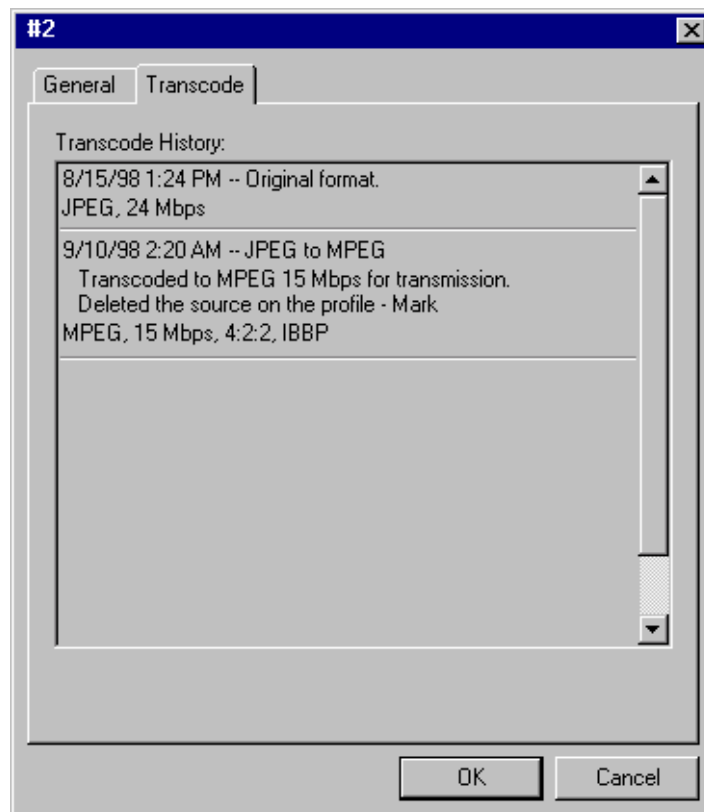 #2
General
Transcode
Transcode History:
8/15/98 1:24 PM -- Original format.
JPEG, 24 Mbps
9/10/98 2:20 AM -- JPEG to MPEG
Transcoded to MPEG 15 Mbps for transmission.
Deleted the source on the profile - Mark
MPEG, 15 Mbps, 4:2:2, IBBP
OK
Cancel